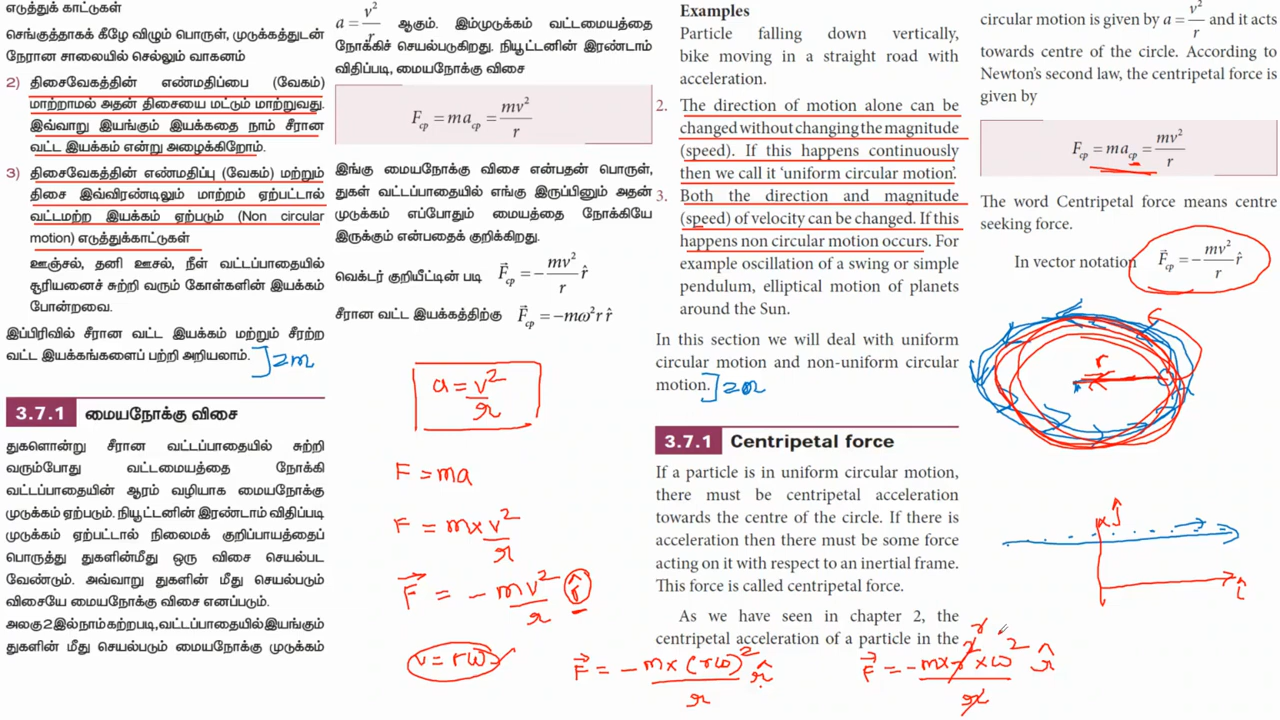 எடுத்துக் காட்டுகள்
செங்குத்தாகக் கீழே விழும் பொருள், முடுக்கத்துடன்
நேரான சாலையில் செல்லும் வாகனம்
2) திசைவேகத்தின் எண்மதிப்பை (வேகம்)
மாற்றாமல் அதன் திசையை மட்டும் மாற்றுவது.
இவ்வாறு இயங்கும் இயக்கதை நாம் சீரான
வட்ட இயக்கம் என்று அழைக்கிறோம்.
3) திசைவேகத்தின் எண்மதிப்பு (வேகம்) மற்றும்
திசை இவ்விரண்டிலும் மாற்றம் ஏற்பட்டால்
வட்டமற்ற இயக்கம் ஏற்படும் (Non circular
motion) எடுத்துக்காட்டுகள்
ஊஞ்சல், தனி ஊசல், நீள் வட்டப்பாதையில்
சூரியனைச் சுற்றி வரும் கோள்களின் இயக்கம்
போன்றவை.
இப்பிரிவில் சீரான வட்ட இயக்கம் மற்றும் சீரற்ற
வட்ட இயக்கங்களைப் பற்றி அறியலாம். ] 2m
3.7.1 மையநோக்கு விசை
துகளொன்று சீரான வட்டப்பாதையில் சுற்றி
வரும்போது வட்டமையத்தை நோக்கி
வட்டப்பாதையின் ஆரம் வழியாக மையநோக்கு
முடுக்கம் ஏற்படும். நியூட்டனின் இரண்டாம் விதிப்படி
முடுக்கம் ஏற்பட்டால் நிலைமக் குறிப்பாயத்தைப்
பொருத்து துகளின்மீது ஒரு விசை செயல்பட
வேண்டும். அவ்வாறு துகளின் மீது செயல்படும்
விசையே மையநோக்கு விசை எனப்படும்.
அலகு 2 இல் நாம் கற்றபடி, வட்டப்பாதையில் இயங்கும்
துகளின் மீது செயல்படும் மையநோக்கு முடுக்கம்
a = v²/r ஆகும். இம்முடுக்கம் வட்டமையத்தை
நோக்கிச் செயல்படுகிறது. நியூட்டனின் இரண்டாம்
விதிப்படி, மையநோக்கு விசை
F_cp = ma_cp = mv²/r
இங்கு மையநோக்கு விசை என்பதன் பொருள்,
துகள் வட்டப்பாதையில் எங்கு இருப்பினும் அதன்
முடுக்கம் எப்போதும் மையத்தை நோக்கியே
இருக்கும் என்பதைக் குறிக்கிறது.
வெக்டர் குறியீட்டின் படி F⃗_cp = − mv²/r r̂
சீரான வட்ட இயக்கத்திற்கு F⃗_cp = −mω²r r̂
a = v²/r
F = ma
F = m × v²/r
F⃗ = − mv²/r r̂
v = rω
F⃗ = − m × (rω)²/r r̂
Examples
Particle falling down vertically,
bike moving in a straight road with
acceleration.
2. The direction of motion alone can be
changed without changing the magnitude
(speed). If this happens continuously
then we call it ‘uniform circular motion’.
3. Both the direction and magnitude
(speed) of velocity can be changed. If this
happens non circular motion occurs. For
example oscillation of a swing or simple
pendulum, elliptical motion of planets
around the Sun.
In this section we will deal with uniform
circular motion and non-uniform circular
motion. ] 2m
3.7.1 Centripetal force
If a particle is in uniform circular motion,
there must be centripetal acceleration
towards the centre of the circle. If there is
acceleration then there must be some force
acting on it with respect to an inertial frame.
This force is called centripetal force.
As we have seen in chapter 2, the
centripetal acceleration of a particle in the
circular motion is given by a = v²/r and it acts
towards centre of the circle. According to
Newton’s second law, the centripetal force is
given by
F_cp = ma_cp = mv²/r
The word Centripetal force means centre
seeking force.
In vector notation F⃗_cp = − mv²/r r̂
r
ĵ
î
r
F⃗ = − m × r² × ω²/r r̂